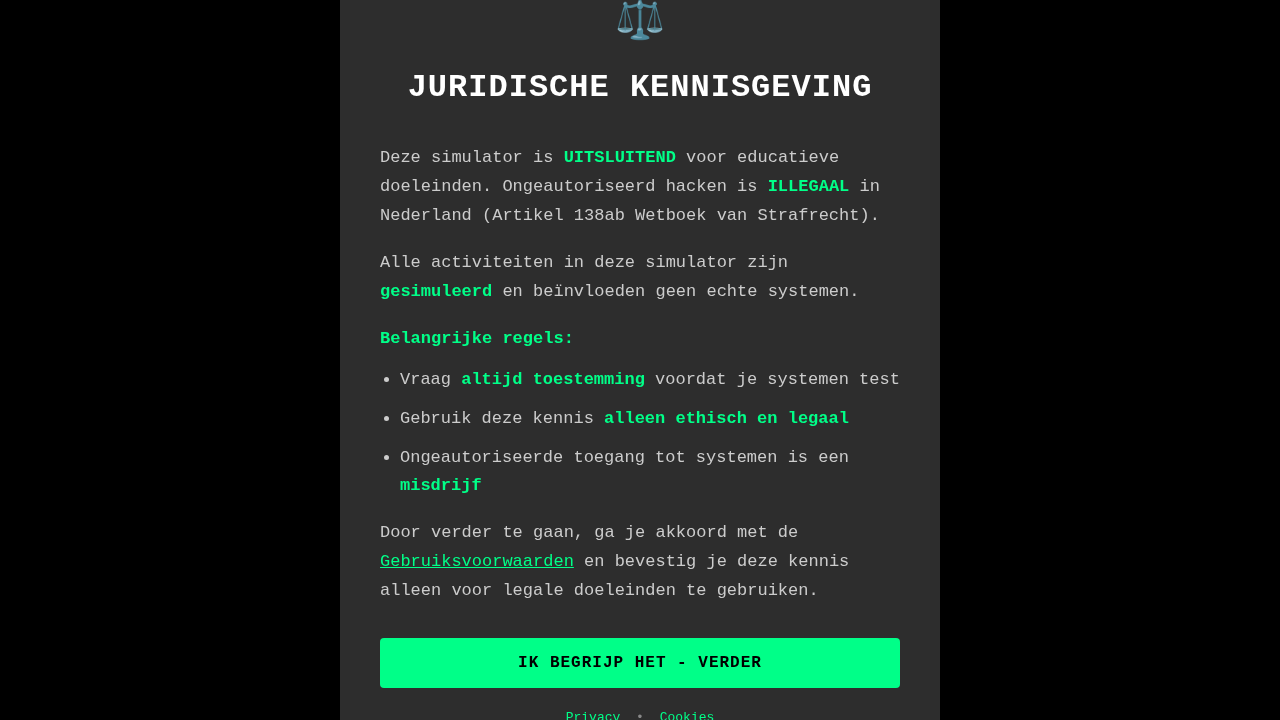 JURIDISCHE KENNISGEVING
Deze simulator is UITSLUITEND voor educatieve
doeleinden. Ongeautoriseerd hacken is ILLEGAAL in
Nederland (Artikel 138ab Wetboek van Strafrecht).
Alle activiteiten in deze simulator zijn
gesimuleerd en beïnvloeden geen echte systemen.
Belangrijke regels:
• Vraag altijd toestemming voordat je systemen test
• Gebruik deze kennis alleen ethisch en legaal
• Ongeautoriseerde toegang tot systemen is een
misdrijf
Door verder te gaan, ga je akkoord met de
Gebruiksvoorwaarden en bevestig je deze kennis
alleen voor legale doeleinden te gebruiken.
IK BEGRIJP HET - VERDER
Privacy • Cookies